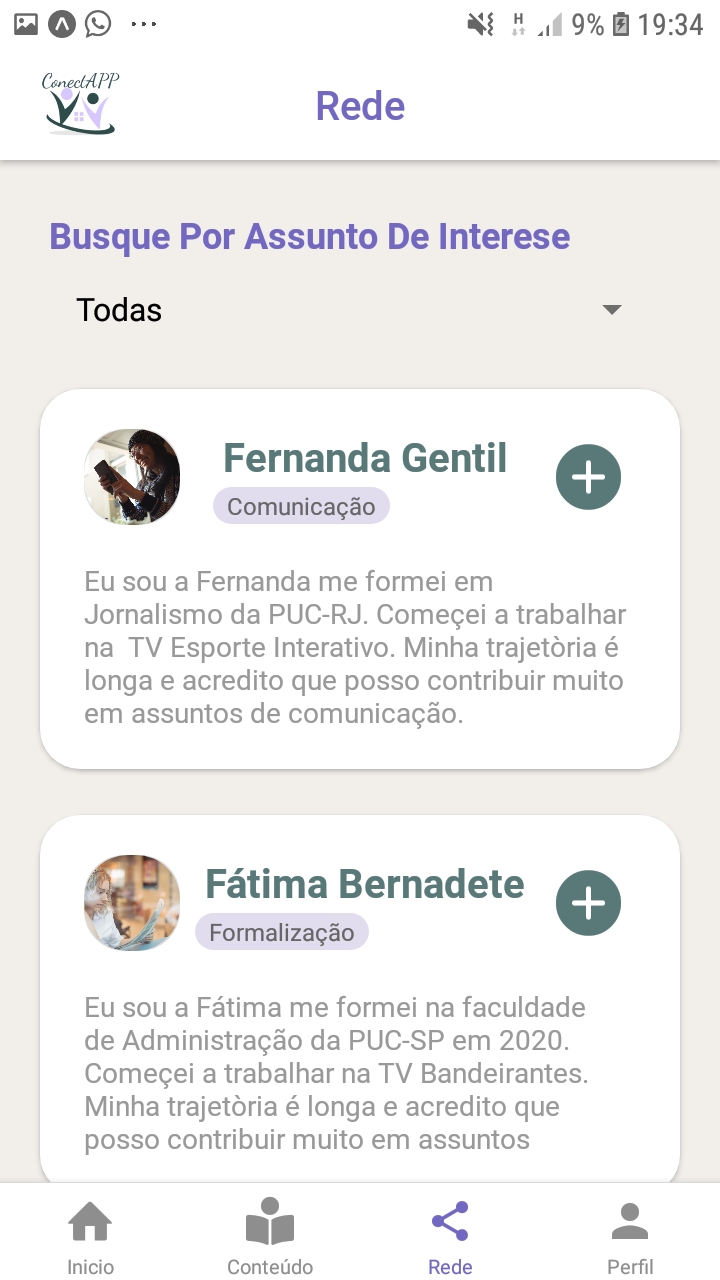 H 9% 19:34
ConectAPP
Rede
Busque Por Assunto De Interese
Todas
Fernanda Gentil
Comunicação
Eu sou a Fernanda me formei em
Jornalismo da PUC-RJ. Começei a trabalhar
na  TV Esporte Interativo. Minha trajetòria é
longa e acredito que posso contribuir muito
em assuntos de comunicação.
Fátima Bernadete
Formalização
Eu sou a Fátima me formei na faculdade
de Administração da PUC-SP em 2020.
Começei a trabalhar na TV Bandeirantes.
Minha trajetòria é longa e acredito que
posso contribuir muito em assuntos
Inicio
Conteúdo
Rede
Perfil